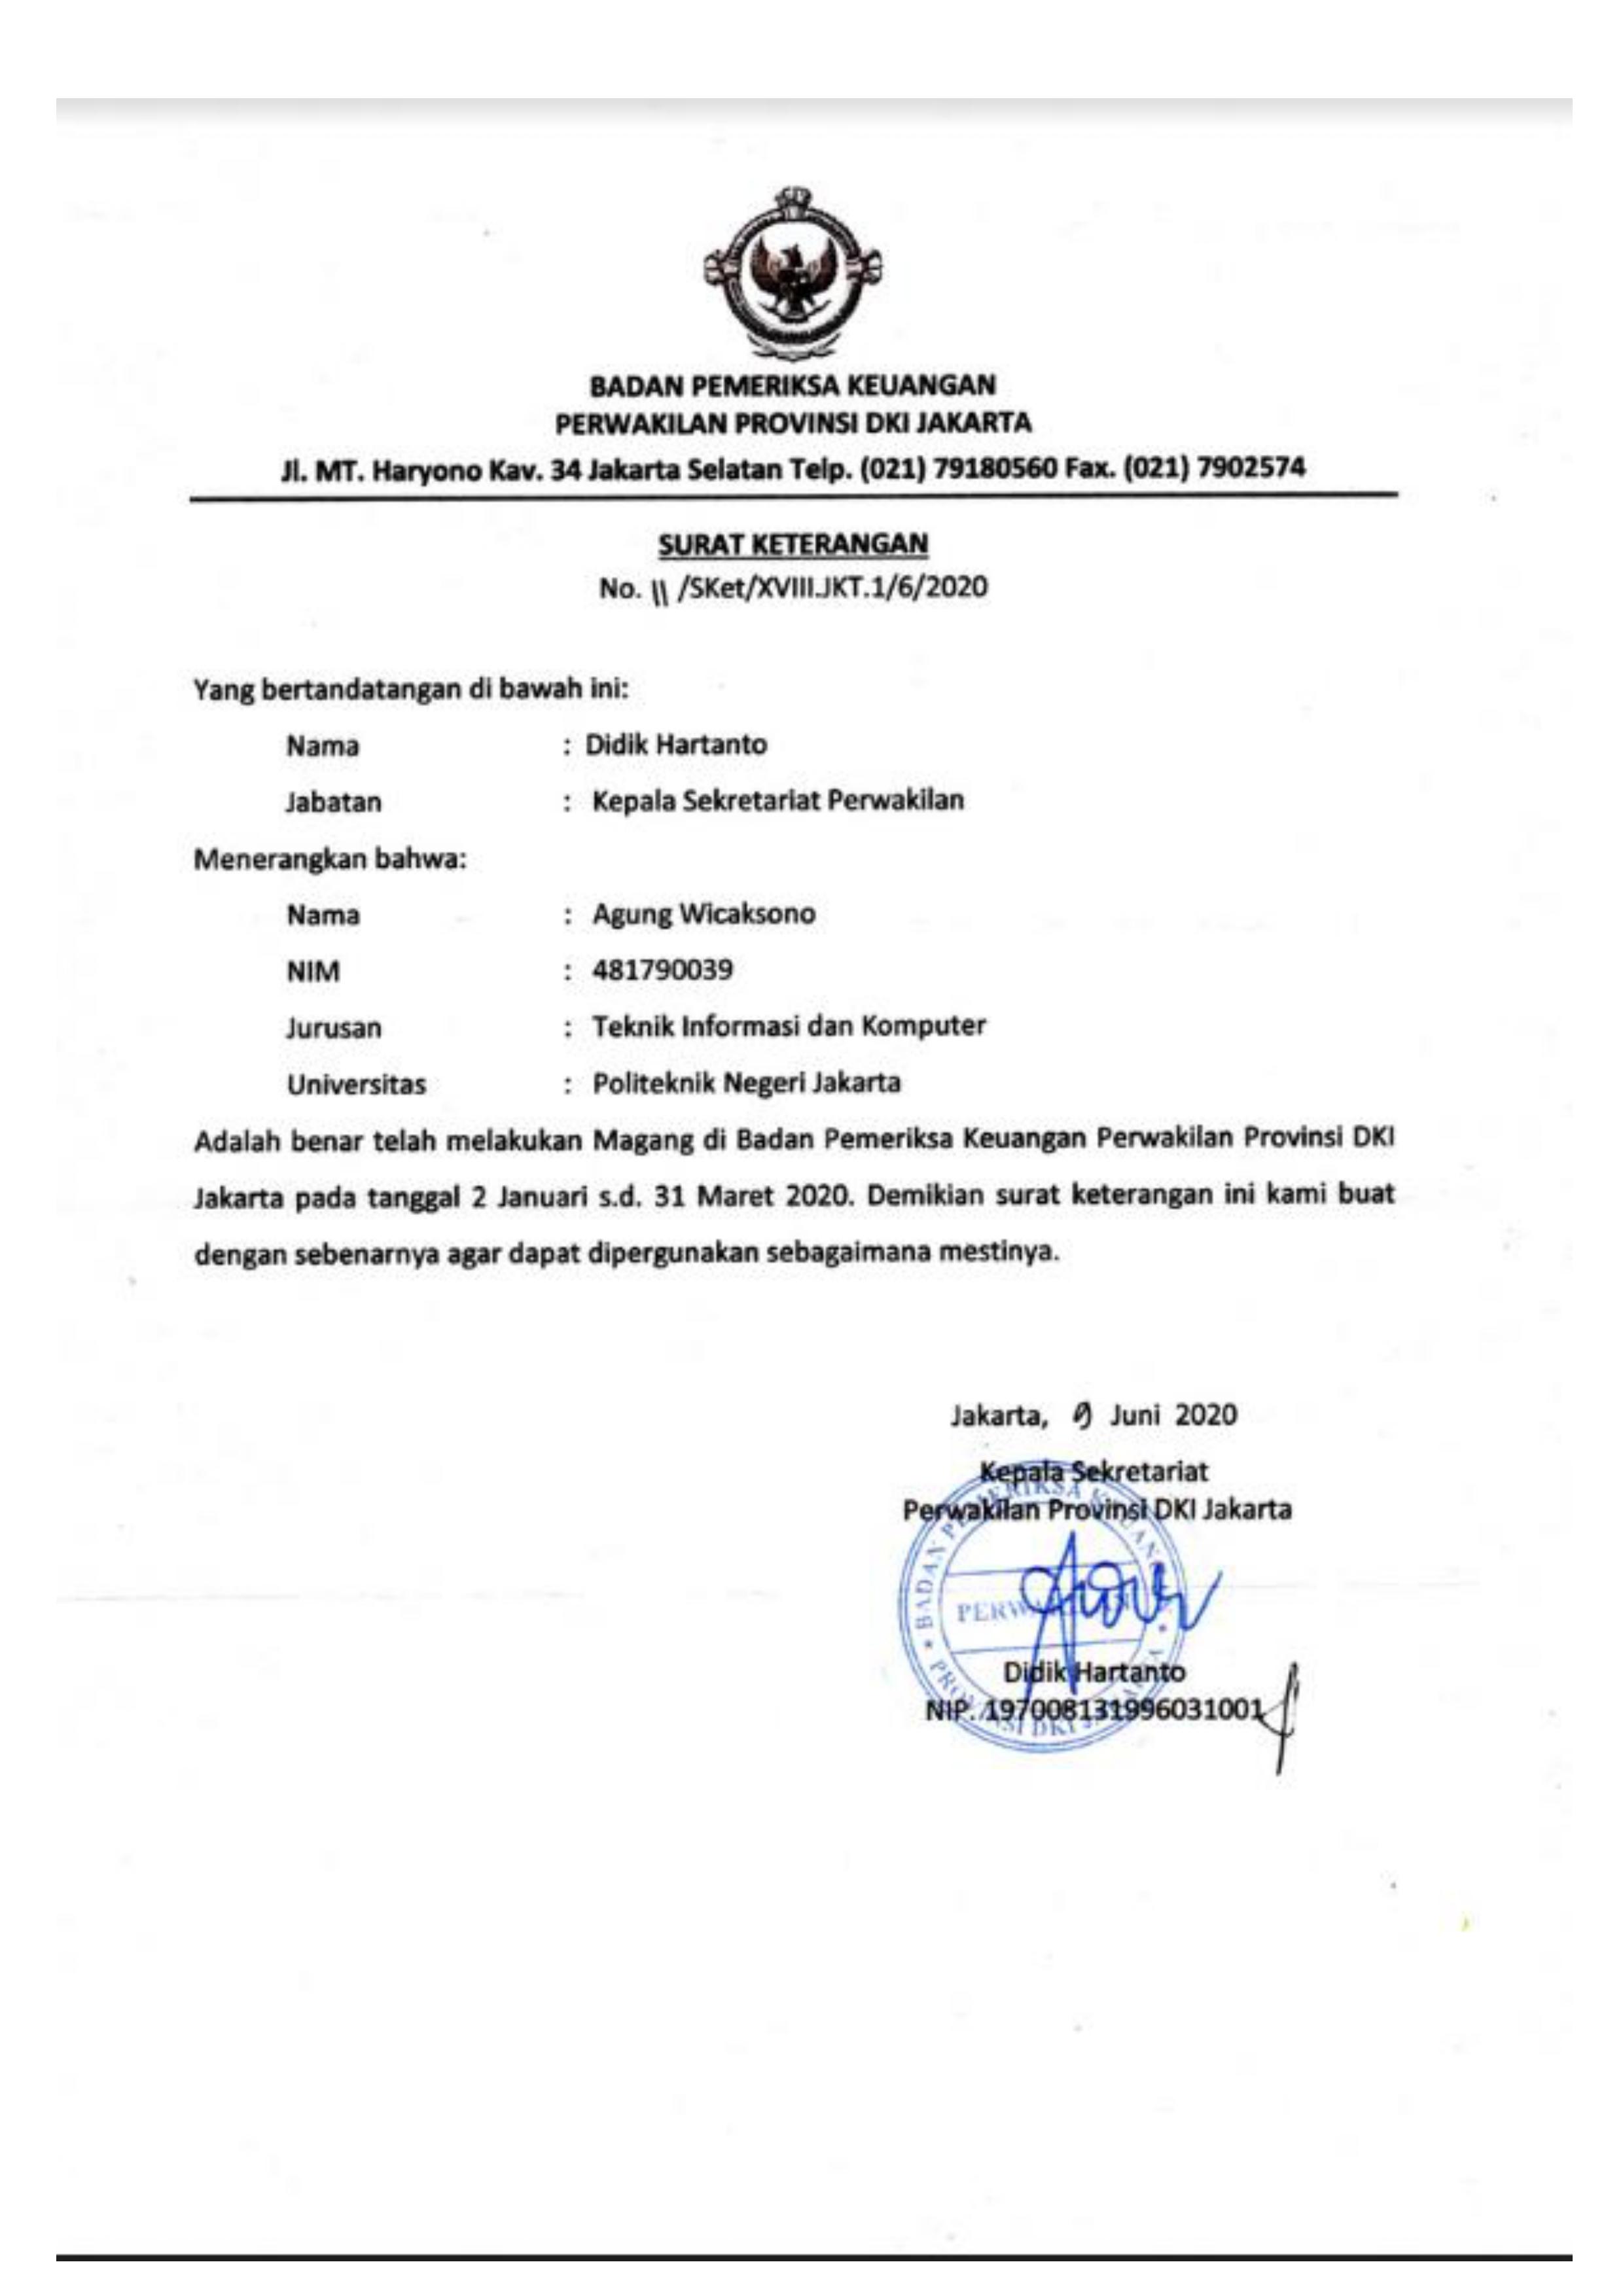 BADAN PEMERIKSA KEUANGAN
PERWAKILAN PROVINSI DKI JAKARTA
Jl. MT. Haryono Kav. 34 Jakarta Selatan Telp. (021) 79180560 Fax. (021) 7902574
SURAT KETERANGAN
No. 11 /SKet/XVIII.JKT.1/6/2020
Yang bertandatangan di bawah ini:
Nama : Didik Hartanto
Jabatan : Kepala Sekretariat Perwakilan
Menerangkan bahwa:
Nama : Agung Wicaksono
NIM : 481790039
Jurusan : Teknik Informasi dan Komputer
Universitas : Politeknik Negeri Jakarta
Adalah benar telah melakukan Magang di Badan Pemeriksa Keuangan Perwakilan Provinsi DKI
Jakarta pada tanggal 2 Januari s.d. 31 Maret 2020. Demikian surat keterangan ini kami buat
dengan sebenarnya agar dapat dipergunakan sebagaimana mestinya.
Jakarta, 9 Juni 2020
Kepala Sekretariat
Perwakilan Provinsi DKI Jakarta
BADAN PEMERIKSA KEUANGAN
PERWAKILAN
PROVINSI DKI JAKARTA
Didik Hartanto
NIP. 197008131996031001